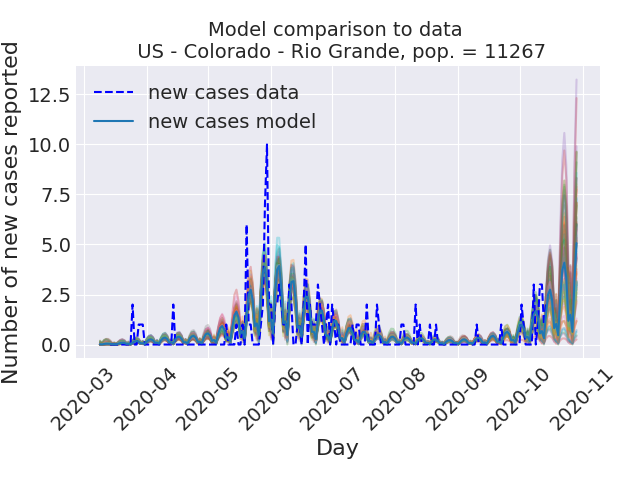 Model comparison to data
US - Colorado - Rio Grande, pop. = 11267
Number of new cases reported
12.5
10.0
7.5
5.0
2.5
0.0
new cases data
new cases model
2020-03
2020-04
2020-05
2020-06
2020-07
2020-08
2020-09
2020-10
2020-11
Day